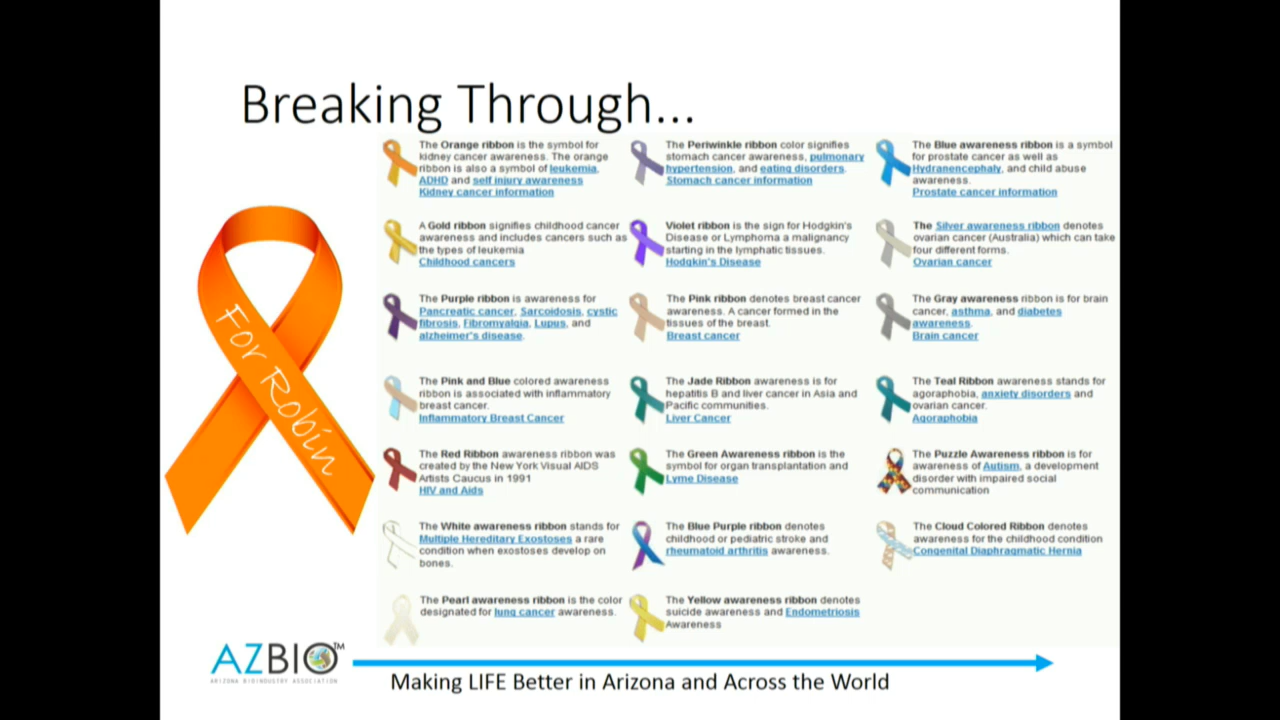 Breaking Through...
For Robin
The Orange ribbon is the symbol for
kidney cancer awareness. The orange
ribbon is also a symbol of leukemia,
ADHD and self injury awareness
Kidney cancer information
The Periwinkle ribbon color signifies
stomach cancer awareness, pulmonary
hypertension, and eating disorders.
Stomach cancer information
The Blue awareness ribbon is a symbol
for prostate cancer as well as
Hydranencephaly, and child abuse
awareness.
Prostate cancer information
A Gold ribbon signifies childhood cancer
awareness and includes cancers such as
the types of leukemia
Childhood cancers
Violet ribbon is the sign for Hodgkin's
Disease or Lymphoma a malignancy
starting in the lymphatic tissues.
Hodgkin's Disease
The Silver awareness ribbon denotes
ovarian cancer (Australia) which can take
four different forms.
Ovarian cancer
The Purple ribbon is awareness for
Pancreatic cancer, Sarcoidosis, cystic
fibrosis, Fibromyalgia, Lupus, and
alzheimer's disease.
The Pink ribbon denotes breast cancer
awareness. A cancer formed in the
tissues of the breast.
Breast cancer
The Gray awareness ribbon is for brain
cancer, asthma, and diabetes
awareness.
Brain cancer
The Pink and Blue colored awareness
ribbon is associated with inflammatory
breast cancer.
Inflammatory Breast Cancer
The Jade Ribbon awareness is for
hepatitis B and liver cancer in Asia and
Pacific communities.
Liver Cancer
The Teal Ribbon awareness stands for
agoraphobia, anxiety disorders and
ovarian cancer.
Agoraphobia
The Red Ribbon awareness ribbon was
created by the New York Visual AIDS
Artists Caucus in 1991
HIV and Aids
The Green Awareness ribbon is the
symbol for organ transplantation and
Lyme Disease
The Puzzle Awareness ribbon is for
awareness of Autism, a development
disorder with impaired social
communication
The White awareness ribbon stands for
Multiple Hereditary Exostoses a rare
condition when exostoses develop on
bones.
The Blue Purple ribbon denotes
childhood or pediatric stroke and
rheumatoid arthritis awareness.
The Cloud Colored Ribbon denotes
awareness for the childhood condition
Congenital Diaphragmatic Hernia
The Pearl awareness ribbon is the color
designated for lung cancer awareness.
The Yellow awareness ribbon denotes
suicide awareness and Endometriosis
Awareness
AZBIO™
ARIZONA BIOINDUSTRY ASSOCIATION
Making LIFE Better in Arizona and Across the World